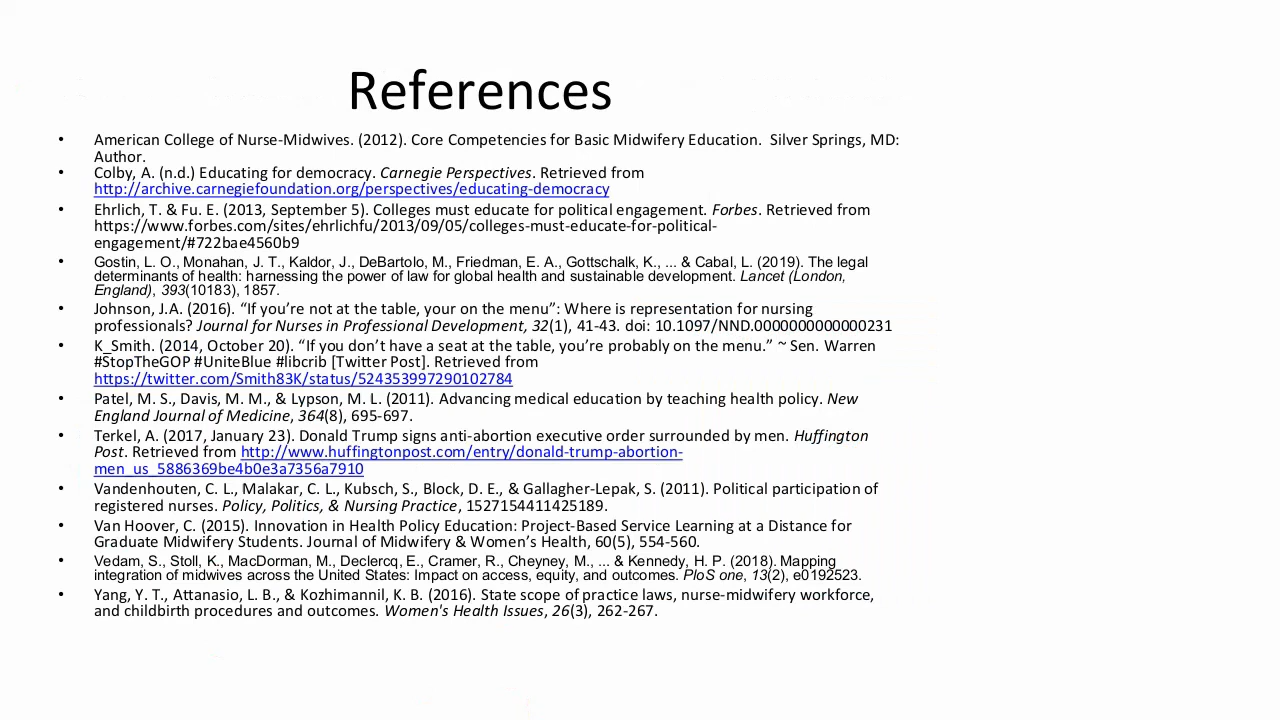 References
• American College of Nurse-Midwives. (2012). Core Competencies for Basic Midwifery Education.  Silver Springs, MD:
Author.
• Colby, A. (n.d.) Educating for democracy. Carnegie Perspectives. Retrieved from
http://archive.carnegiefoundation.org/perspectives/educating-democracy
• Ehrlich, T. & Fu. E. (2013, September 5). Colleges must educate for political engagement. Forbes. Retrieved from
https://www.forbes.com/sites/ehrlichfu/2013/09/05/colleges-must-educate-for-political-
engagement/#722bae4560b9
• Gostin, L. O., Monahan, J. T., Kaldor, J., DeBartolo, M., Friedman, E. A., Gottschalk, K., ... & Cabal, L. (2019). The legal
determinants of health: harnessing the power of law for global health and sustainable development. Lancet (London,
England), 393(10183), 1857.
• Johnson, J.A. (2016). “If you’re not at the table, your on the menu”: Where is representation for nursing
professionals? Journal for Nurses in Professional Development, 32(1), 41-43. doi: 10.1097/NND.0000000000000231
• K_Smith. (2014, October 20). “If you don’t have a seat at the table, you’re probably on the menu.” ~ Sen. Warren
#StopTheGOP #UniteBlue #libcrib [Twitter Post]. Retrieved from
https://twitter.com/Smith83K/status/524353997290102784
• Patel, M. S., Davis, M. M., & Lypson, M. L. (2011). Advancing medical education by teaching health policy. New
England Journal of Medicine, 364(8), 695-697.
• Terkel, A. (2017, January 23). Donald Trump signs anti-abortion executive order surrounded by men. Huffington
Post. Retrieved from http://www.huffingtonpost.com/entry/donald-trump-abortion-
men_us_5886369be4b0e3a7356a7910
• Vandenhouten, C. L., Malakar, C. L., Kubsch, S., Block, D. E., & Gallagher-Lepak, S. (2011). Political participation of
registered nurses. Policy, Politics, & Nursing Practice, 1527154411425189.
• Van Hoover, C. (2015). Innovation in Health Policy Education: Project-Based Service Learning at a Distance for
Graduate Midwifery Students. Journal of Midwifery & Women’s Health, 60(5), 554-560.
• Vedam, S., Stoll, K., MacDorman, M., Declercq, E., Cramer, R., Cheyney, M., ... & Kennedy, H. P. (2018). Mapping
integration of midwives across the United States: Impact on access, equity, and outcomes. PloS one, 13(2), e0192523.
• Yang, Y. T., Attanasio, L. B., & Kozhimannil, K. B. (2016). State scope of practice laws, nurse-midwifery workforce,
and childbirth procedures and outcomes. Women's Health Issues, 26(3), 262-267.